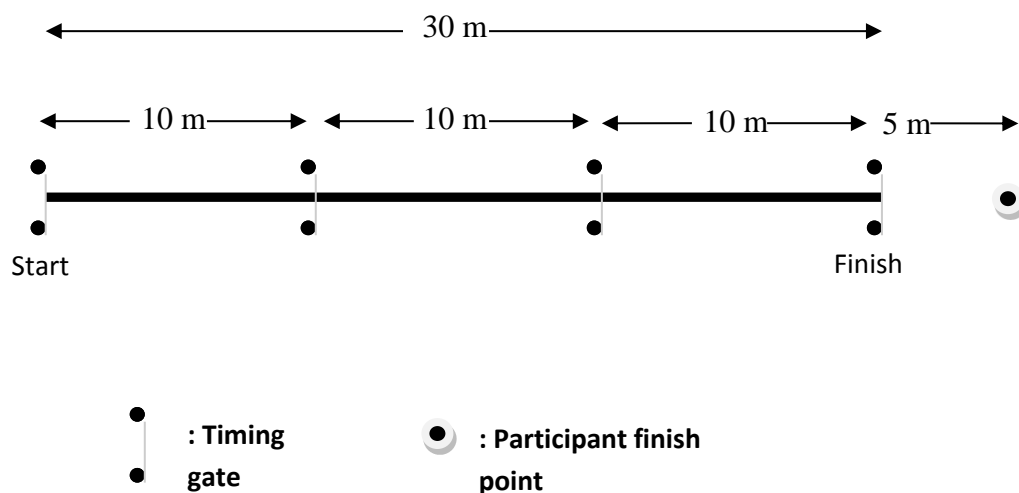 30 m
10 m
10 m
10 m
5 m
Start
Finish
: Timing
gate
: Participant finish
point